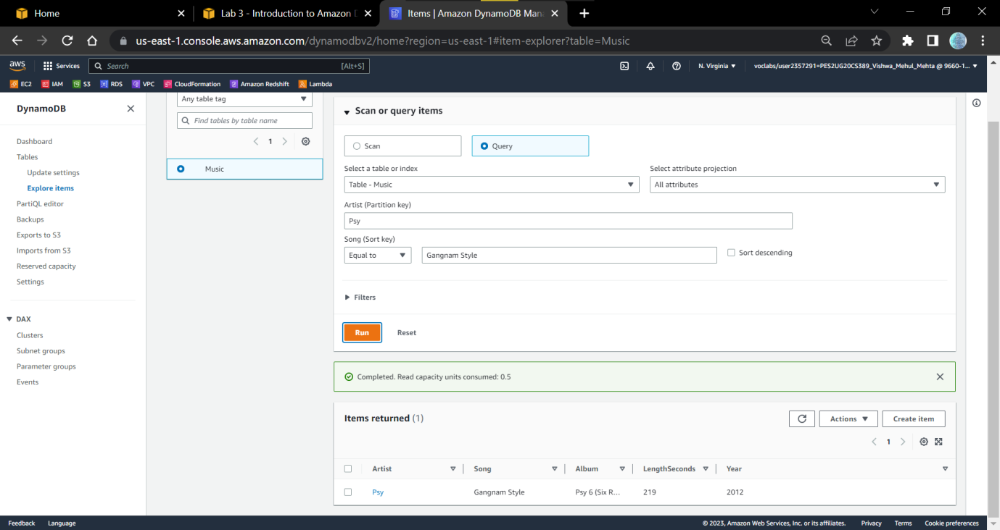 Home
Lab 3 - Introduction to Amazon D
Items | Amazon DynamoDB Man
us-east-1.console.aws.amazon.com/dynamodbv2/home?region=us-east-1#item-explorer?table=Music
aws Services Search [Alt+S] N. Virginia voclabs/user2357291=PES2UG20CS389_Vishwa_Mehul_Mehta @ 9660-1...
EC2 IAM S3 RDS VPC CloudFormation Amazon Redshift Lambda
DynamoDB
Dashboard
Tables
Update settings
Explore items
PartiQL editor
Backups
Exports to S3
Imports from S3
Reserved capacity
Settings
DAX
Clusters
Subnet groups
Parameter groups
Events
Any table tag
Find tables by table name
1
Music
Scan or query items
Scan Query
Select a table or index Select attribute projection
Table - Music All attributes
Artist (Partition key)
Psy
Song (Sort key)
Equal to Gangnam Style Sort descending
Filters
Run Reset
Completed. Read capacity units consumed: 0.5
Items returned (1) Actions Create item
1
Artist Song Album LengthSeconds Year
Psy Gangnam Style Psy 6 (Six R... 219 2012
Feedback Language © 2023, Amazon Web Services, Inc. or its affiliates. Privacy Terms Cookie preferences